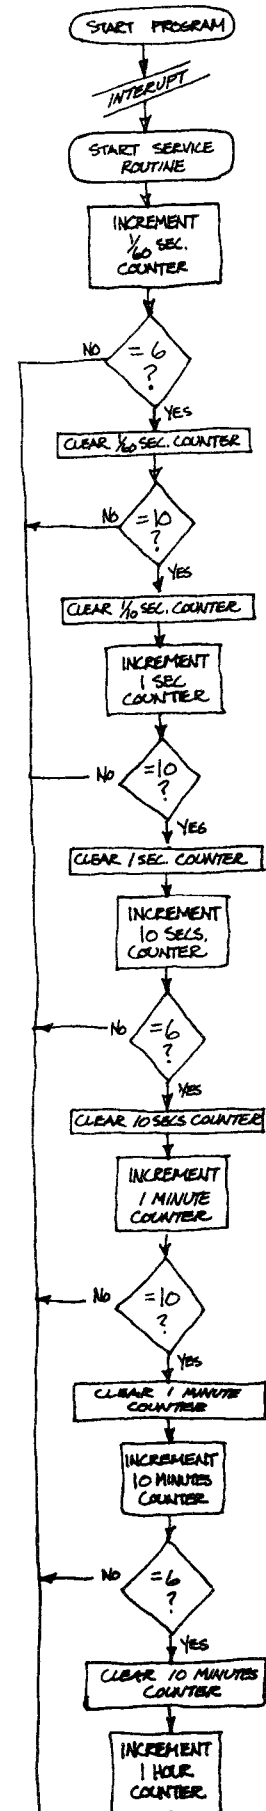 START PROGRAM
INTERUPT
START SERVICE
ROUTINE
INCREMENT
1/60 SEC.
COUNTER
NO
= 6
?
YES
CLEAR 1/60 SEC. COUNTER
NO
=10
?
YES
CLEAR 1/10 SEC. COUNTER
INCREMENT
1 SEC
COUNTER
NO
=10
?
YES
CLEAR 1 SEC. COUNTER
INCREMENT
10 SECS.
COUNTER
NO
=6
?
YES
CLEAR 10 SECS COUNTER
INCREMENT
1 MINUTE
COUNTER
NO
=10
?
YES
CLEAR 1 MINUTE
COUNTER
INCREMENT
10 MINUTES
COUNTER
NO
=6
?
YES
CLEAR 10 MINUTES
COUNTER
INCREMENT
1 HOUR
COUNTER